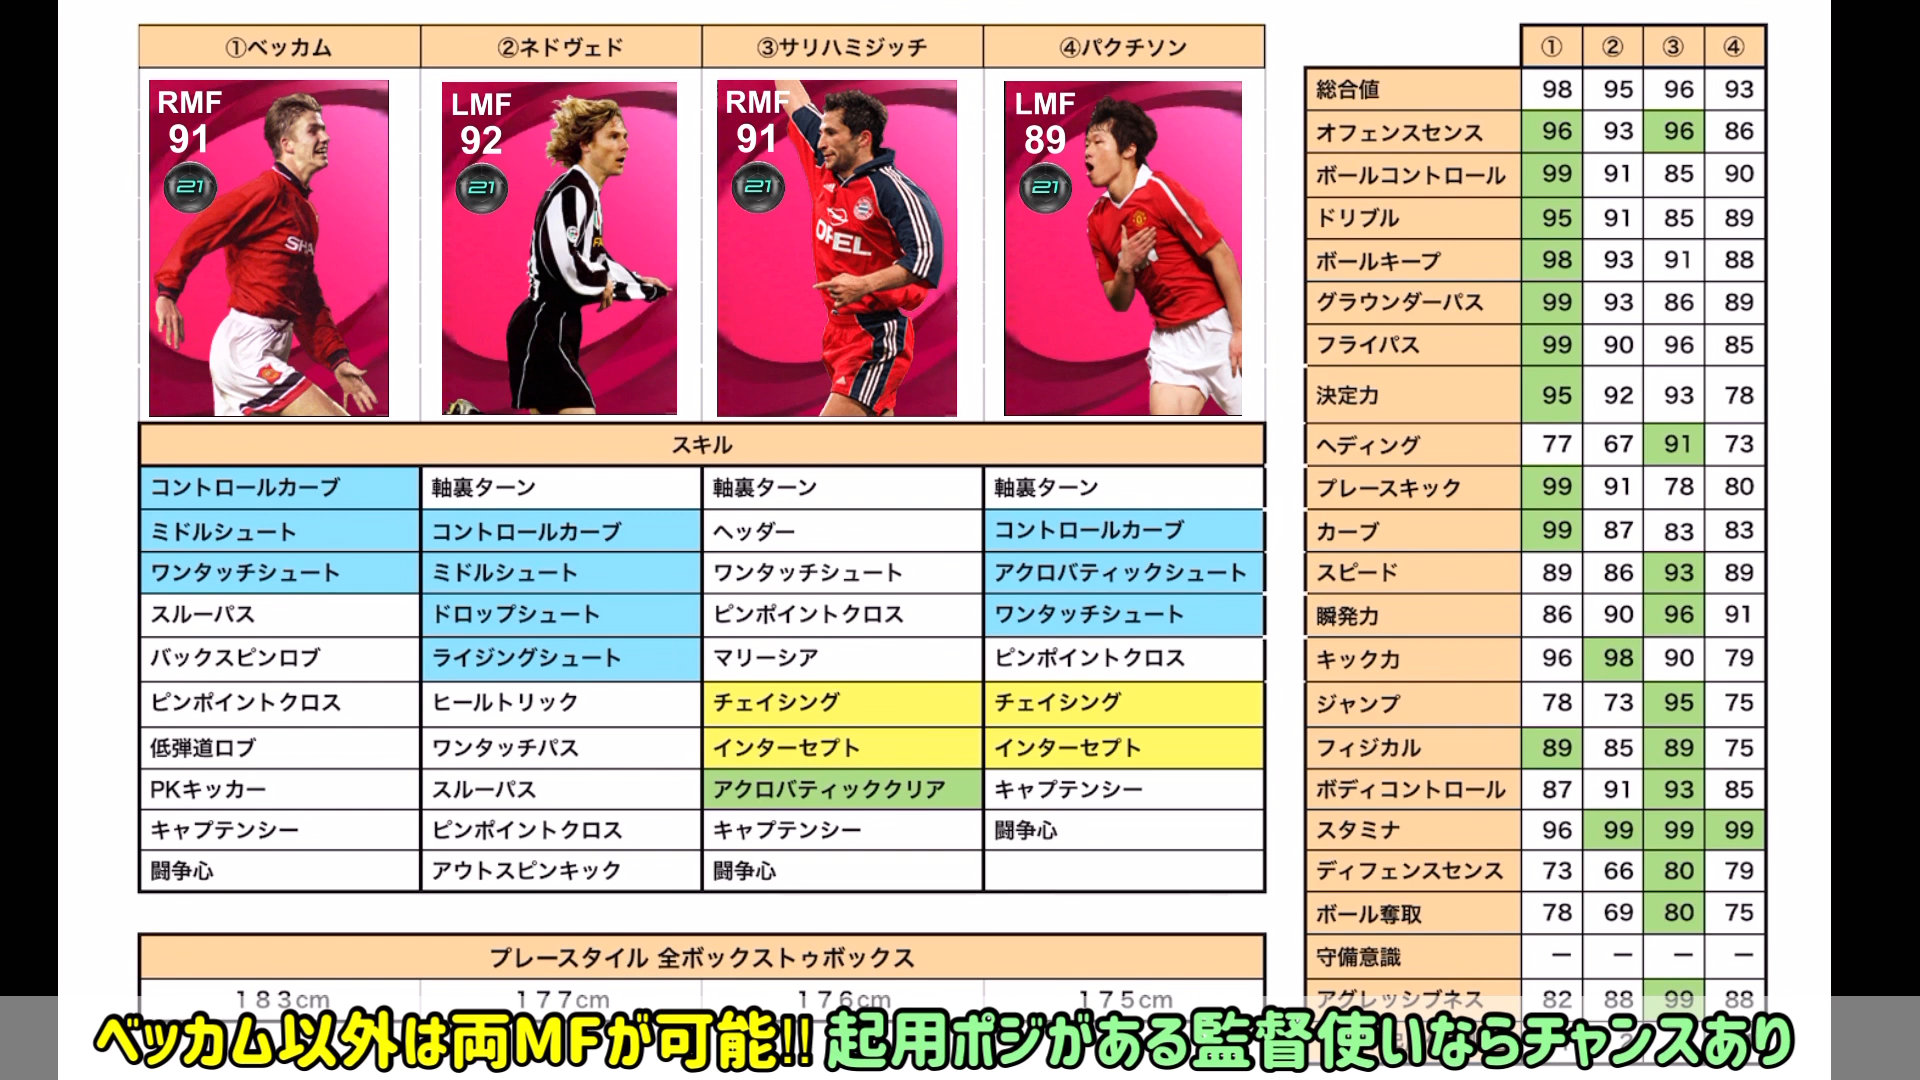 ①ベッカム ②ネドヴェド ③サリハミジッチ ④パクチソン
RMF LMF RMF LMF
91 92 91 89
21 21 21 21
SHA
OPEL
スキル
コントロールカーブ 軸裏ターン 軸裏ターン 軸裏ターン
ミドルシュート コントロールカーブ ヘッダー コントロールカーブ
ワンタッチシュート ミドルシュート ワンタッチシュート アクロバティックシュート
スルーパス ドロップシュート ピンポイントクロス ワンタッチシュート
バックスピンロブ ライジングシュート マリーシア ピンポイントクロス
ピンポイントクロス ヒールトリック チェイシング チェイシング
低弾道ロブ ワンタッチパス インターセプト インターセプト
PKキッカー スルーパス アクロバティッククリア キャプテンシー
キャプテンシー ピンポイントクロス キャプテンシー 闘争心
闘争心 アウトスピンキック 闘争心
プレースタイル 全ボックストゥボックス
183cm 177cm 176cm 175cm
① ② ③ ④
総合値 98 95 96 93
オフェンスセンス 96 93 96 86
ボールコントロール 99 91 85 90
ドリブル 95 91 85 89
ボールキープ 98 93 91 88
グラウンダーパス 99 93 86 89
フライパス 99 90 96 85
決定力 95 92 93 78
ヘディング 77 67 91 73
プレースキック 99 91 78 80
カーブ 99 87 83 83
スピード 89 86 93 89
瞬発力 86 90 96 91
キック力 96 98 90 79
ジャンプ 78 73 95 75
フィジカル 89 85 89 75
ボディコントロール 87 91 93 85
スタミナ 96 99 99 99
ディフェンスセンス 73 66 80 79
ボール奪取 78 69 80 75
守備意識 － － － －
アグレッシブネス 82 88 99 88
ベッカム以外は両MFが可能!! 起用ポジがある監督使いならチャンスあり